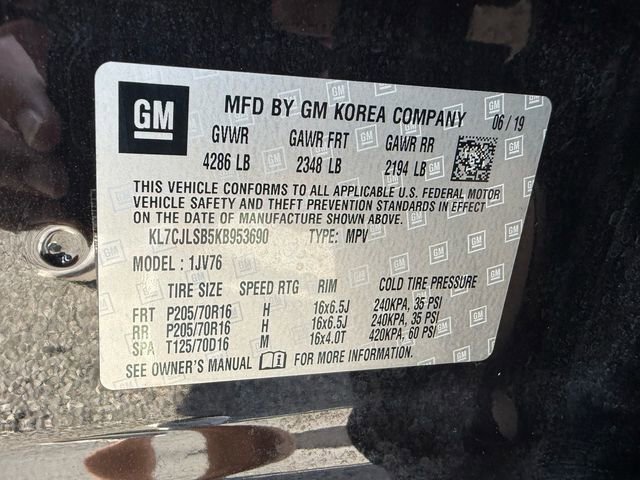 GM
MFD BY GM KOREA COMPANY 06/19
GVWR GAWR FRT GAWR RR
4286 LB 2348 LB 2194 LB
THIS VEHICLE CONFORMS TO ALL APPLICABLE U.S. FEDERAL MOTOR
VEHICLE SAFETY AND THEFT PREVENTION STANDARDS IN EFFECT ON
THE DATE OF MANUFACTURE SHOWN ABOVE.
KL7CJLSB5KB953690 TYPE: MPV
MODEL : 1JV76
TIRE SIZE SPEED RTG RIM COLD TIRE PRESSURE
FRT P205/70R16 H 16x6.5J 240KPA, 35 PSI
RR P205/70R16 H 16x6.5J 240KPA, 35 PSI
SPA T125/70D16 M 16x4.0T 420KPA, 60 PSI
SEE OWNER'S MANUAL FOR MORE INFORMATION.